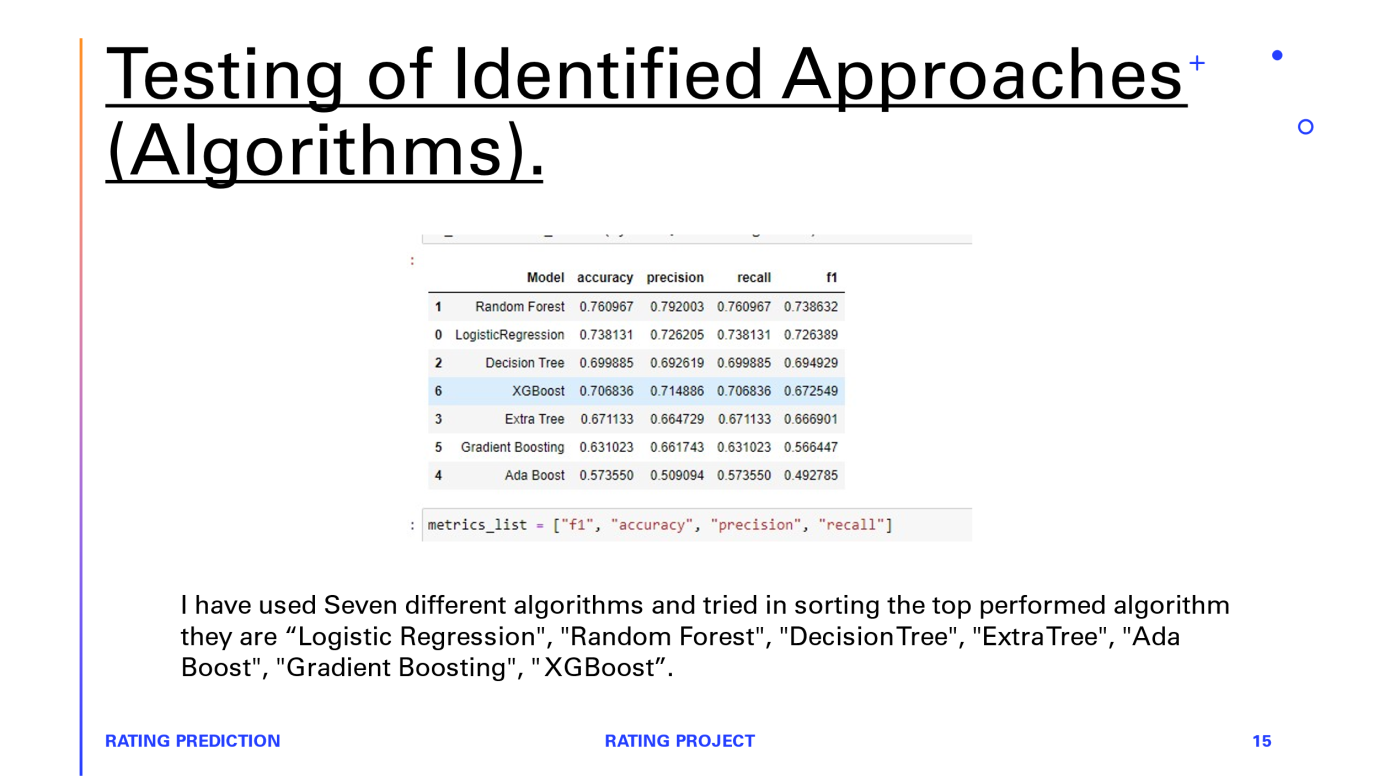 Testing of Identified Approaches
(Algorithms).
:
Model accuracy precision recall f1
1 Random Forest 0.760967 0.792003 0.760967 0.738632
0 LogisticRegression 0.738131 0.726205 0.738131 0.726389
2 Decision Tree 0.699885 0.692619 0.699885 0.694929
6 XGBoost 0.706836 0.714886 0.706836 0.672549
3 Extra Tree 0.671133 0.664729 0.671133 0.666901
5 Gradient Boosting 0.631023 0.661743 0.631023 0.566447
4 Ada Boost 0.573550 0.509094 0.573550 0.492785
: metrics_list = ["f1", "accuracy", "precision", "recall"]
I have used Seven different algorithms and tried in sorting the top performed algorithm
they are “Logistic Regression", "Random Forest", "Decision Tree", "Extra Tree", "Ada
Boost", "Gradient Boosting", " XGBoost”.
RATING PREDICTION RATING PROJECT 15